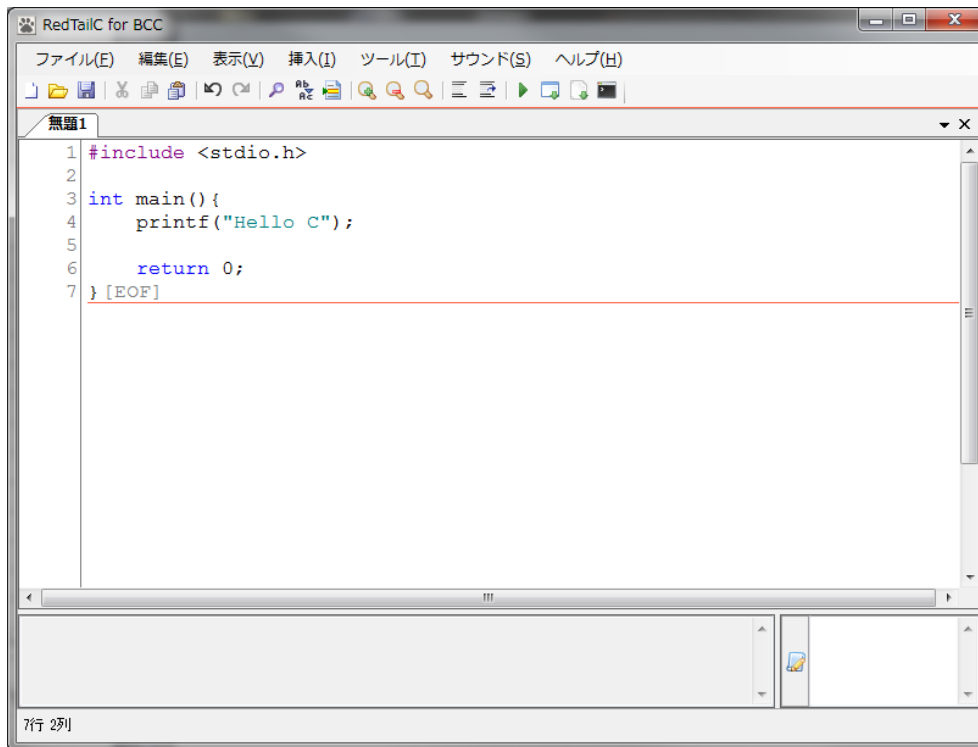 RedTailC for BCC
ファイル(F) 編集(E) 表示(V) 挿入(I) ツール(T) サウンド(S) ヘルプ(H)
無題1
1 #include <stdio.h>
2
3 int main(){
4     printf("Hello C");
5
6     return 0;
7 }[EOF]
7行 2列